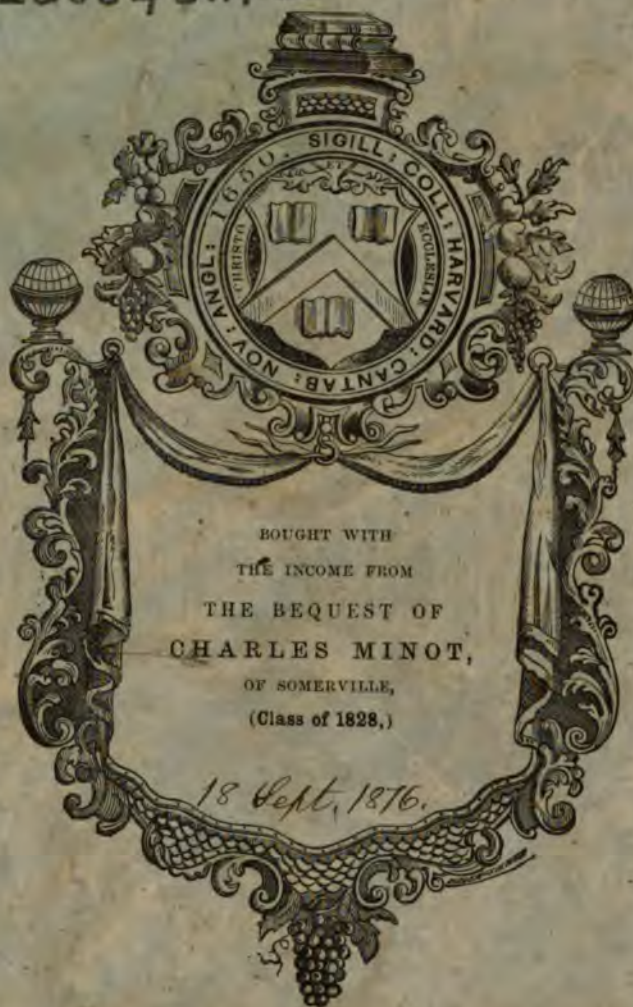 SIGILL: COLL: HARVARD: CANTAB: NOV: ANGL: 1650.
ET
CHRISTO
ECCLESIAE
BOUGHT WITH
THE INCOME FROM
THE BEQUEST OF
CHARLES MINOT,
OF SOMERVILLE,
(Class of 1828,)
18 Sept, 1876.